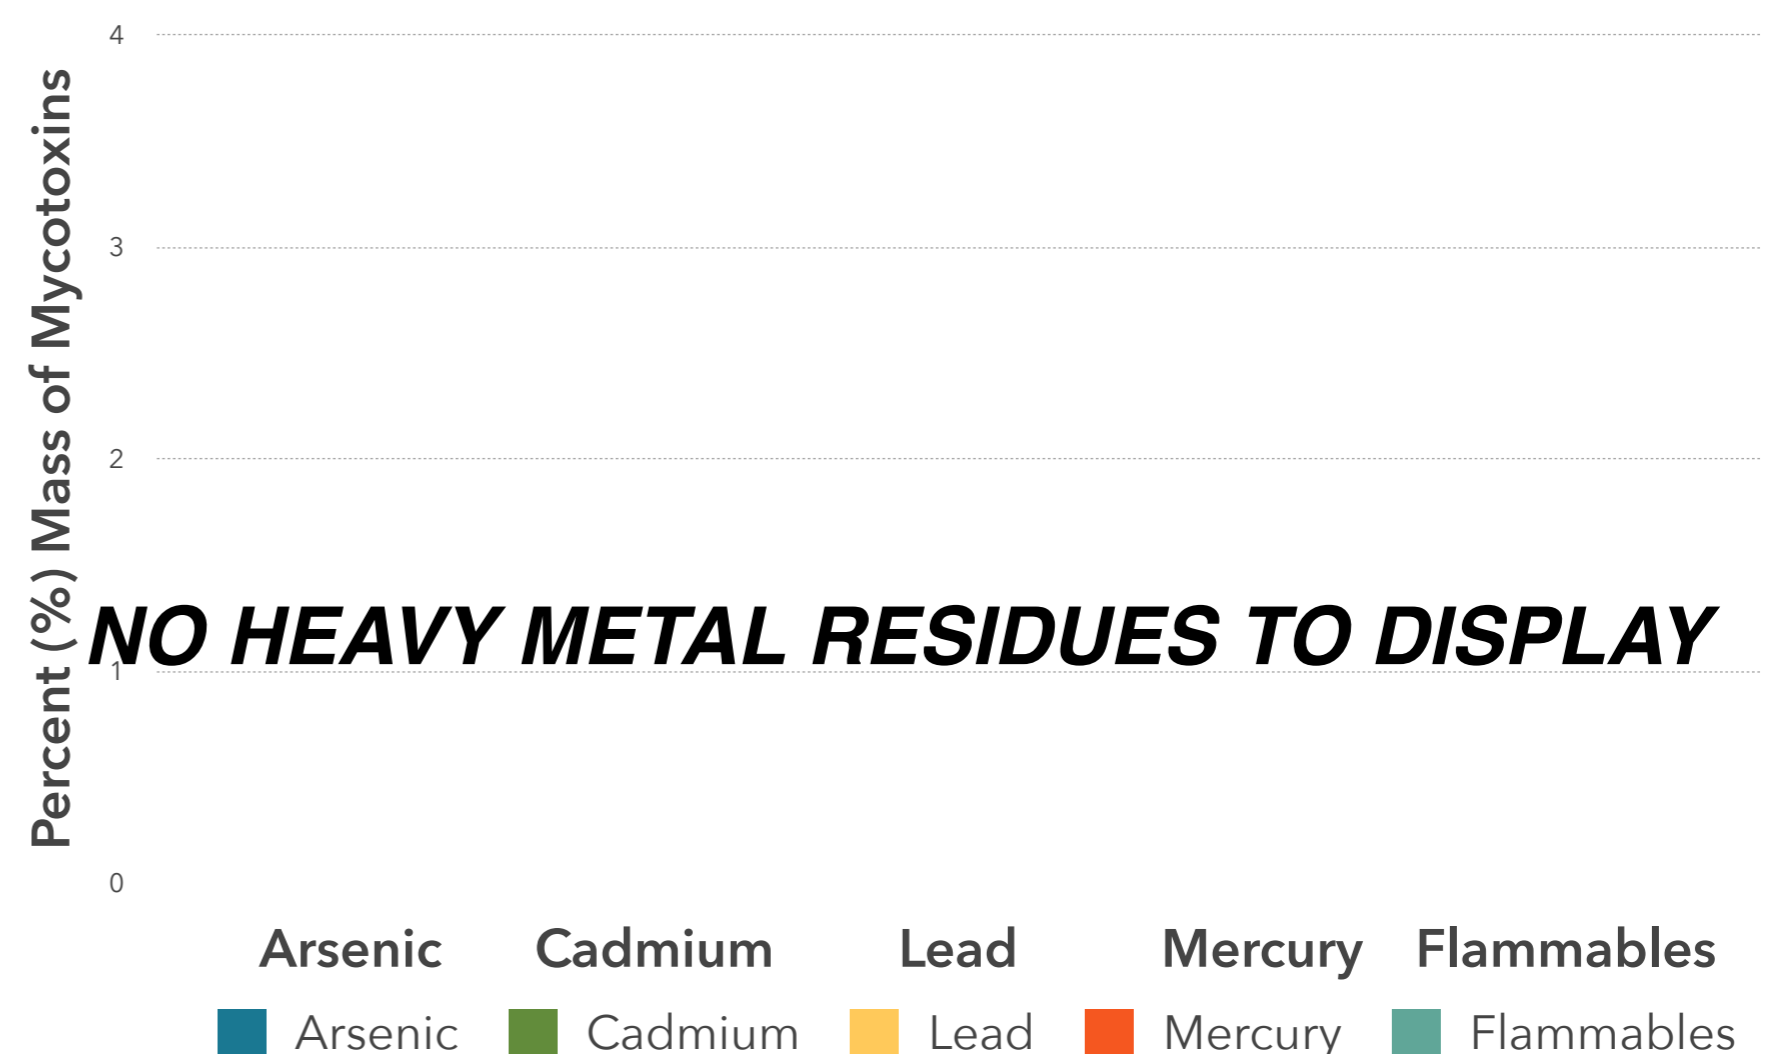 Percent (%) Mass of Mycotoxins
4
3
2
NO HEAVY METAL RESIDUES TO DISPLAY
1
0
Arsenic Cadmium Lead Mercury Flammables
Arsenic Cadmium Lead Mercury Flammables